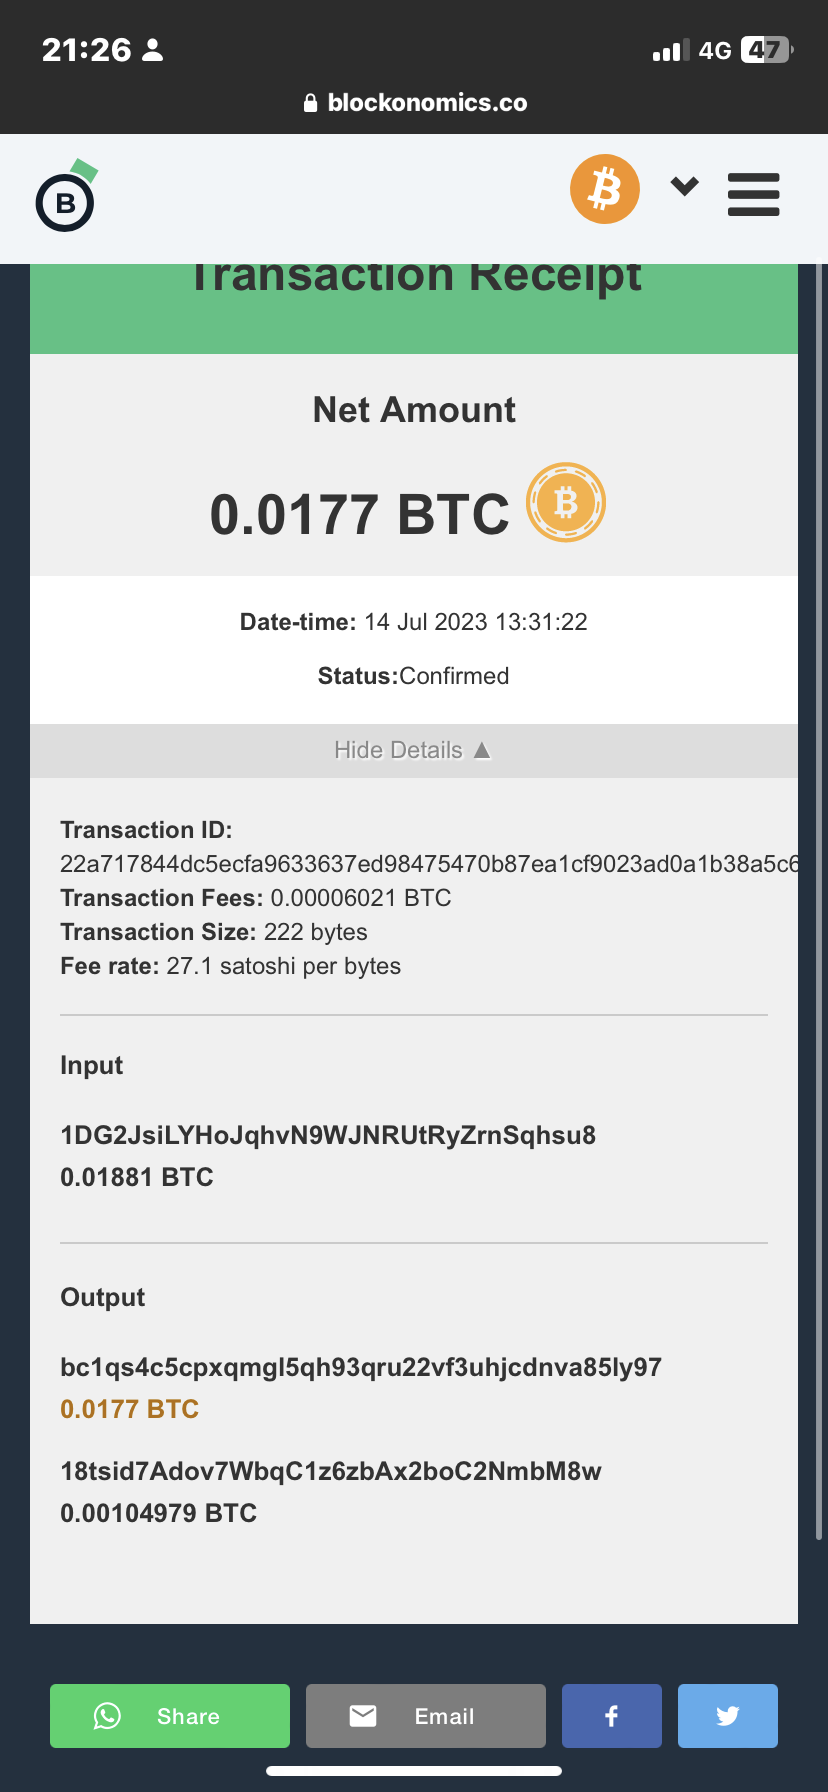 21:26
4G 47
blockonomics.co
B
Transaction Receipt
Net Amount
0.0177 BTC
Date-time: 14 Jul 2023 13:31:22
Status:Confirmed
Hide Details ▲
Transaction ID:
22a717844dc5ecfa9633637ed98475470b87ea1cf9023ad0a1b38a5c6
Transaction Fees: 0.00006021 BTC
Transaction Size: 222 bytes
Fee rate: 27.1 satoshi per bytes
Input
1DG2JsiLYHoJqhvN9WJNRUtRyZrnSqhsu8
0.01881 BTC
Output
bc1qs4c5cpxqmgl5qh93qru22vf3uhjcdnva85ly97
0.0177 BTC
18tsid7Adov7WbqC1z6zbAx2boC2NmbM8w
0.00104979 BTC
Share
Email